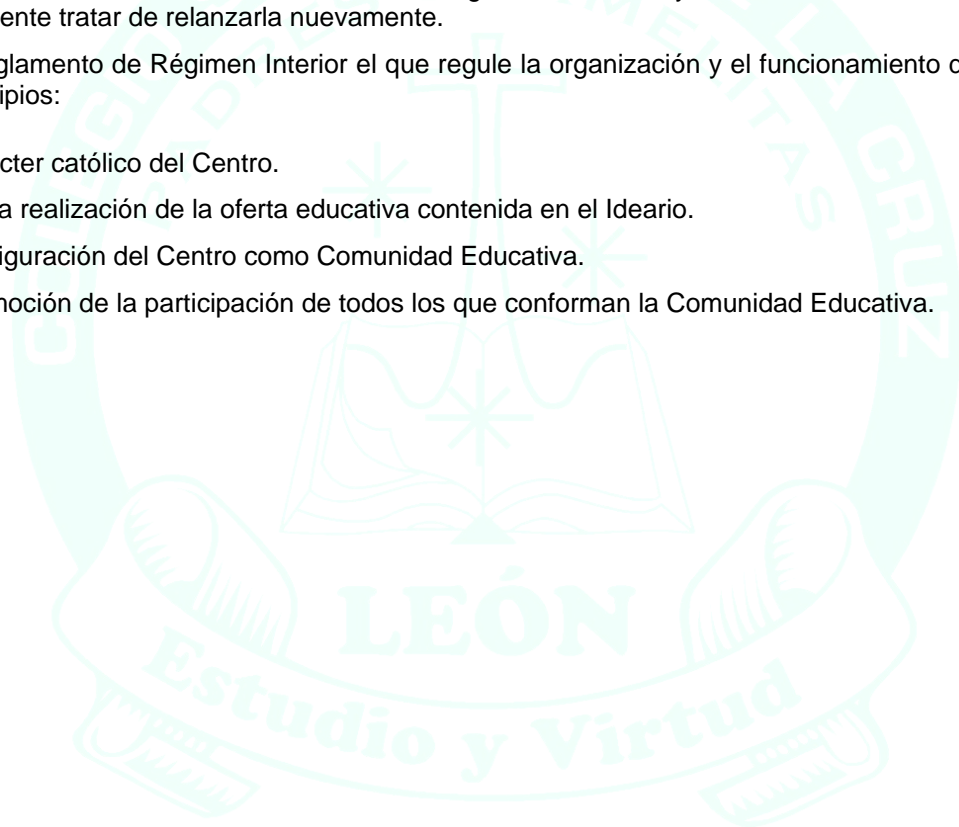 ente tratar de relanzarla nuevamente.
glamento de Régimen Interior el que regule la organización y el funcionamiento
ipios:
cter católico del Centro.
a realización de la oferta educativa contenida en el Ideario.
iguración del Centro como Comunidad Educativa.
noción de la participación de todos los que conforman la Comunidad Educativa.
LEÓN
Estudio y Virtud